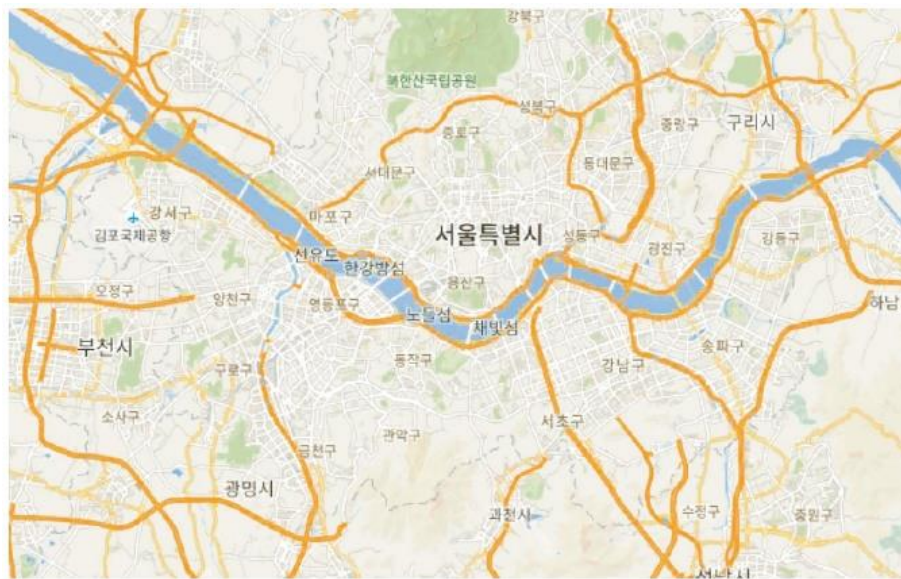 강북구
북한산국립공원
성북구
종로구
중랑구
구리시
서대문구
동대문구
강서구
마포구
김포국제공항
서울특별시
성동구
광진구
강동구
선유도
한강밤섬
용산구
오정구
양천구
영등포구
노들섬
채빛섬
하남
부천시
동작구
강남구
송파구
구로구
소사구
서초구
관악구
금천구
광명시
과천시
수정구
중원구
성남시